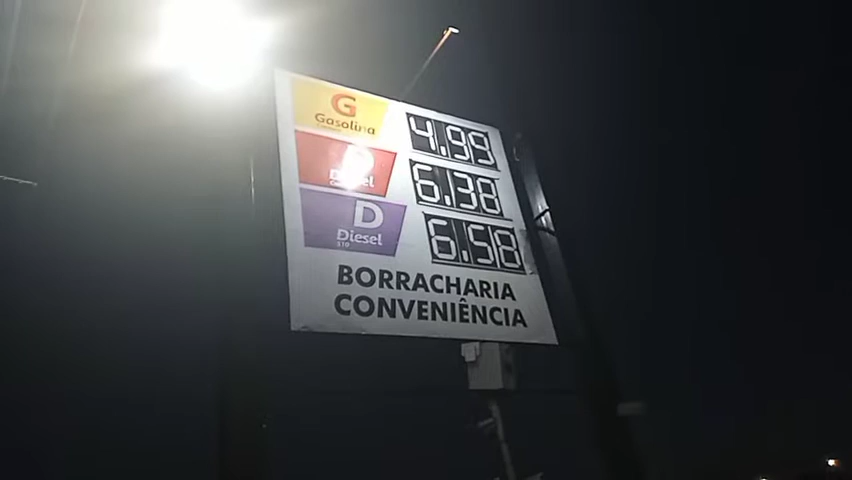 G
Gasolina
4.99
D
Diesel
6.38
D
Diesel
S10
6.58
BORRACHARIA
CONVENIÊNCIA